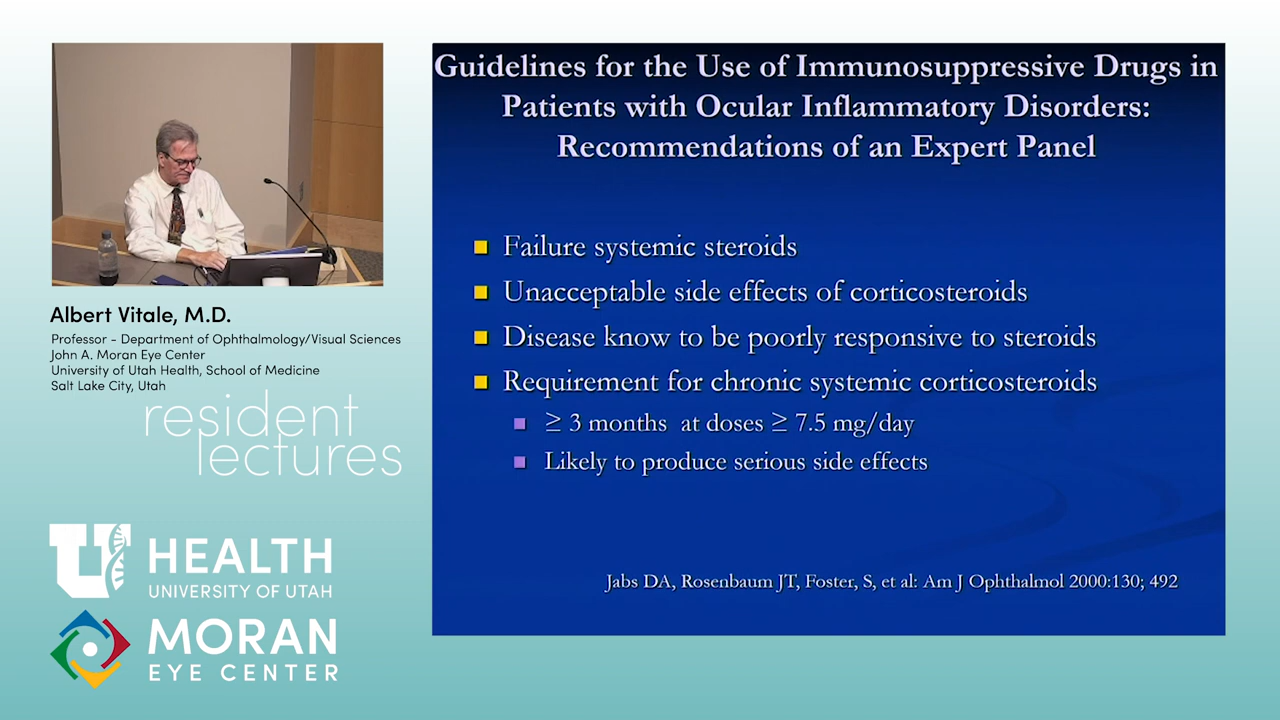 Guidelines for the Use of Immunosuppressive Drugs in
Patients with Ocular Inflammatory Disorders:
Recommendations of an Expert Panel
Failure systemic steroids
Unacceptable side effects of corticosteroids
Disease know to be poorly responsive to steroids
Requirement for chronic systemic corticosteroids
≥ 3 months at doses ≥ 7.5 mg/day
Likely to produce serious side effects
Jabs DA, Rosenbaum JT, Foster, S, et al: Am J Ophthalmol 2000:130; 492
Albert Vitale, M.D.
Professor - Department of Ophthalmology/Visual Sciences
John A. Moran Eye Center
University of Utah Health, School of Medicine
Salt Lake City, Utah
resident
lectures
U HEALTH
UNIVERSITY OF UTAH
MORAN
EYE CENTER